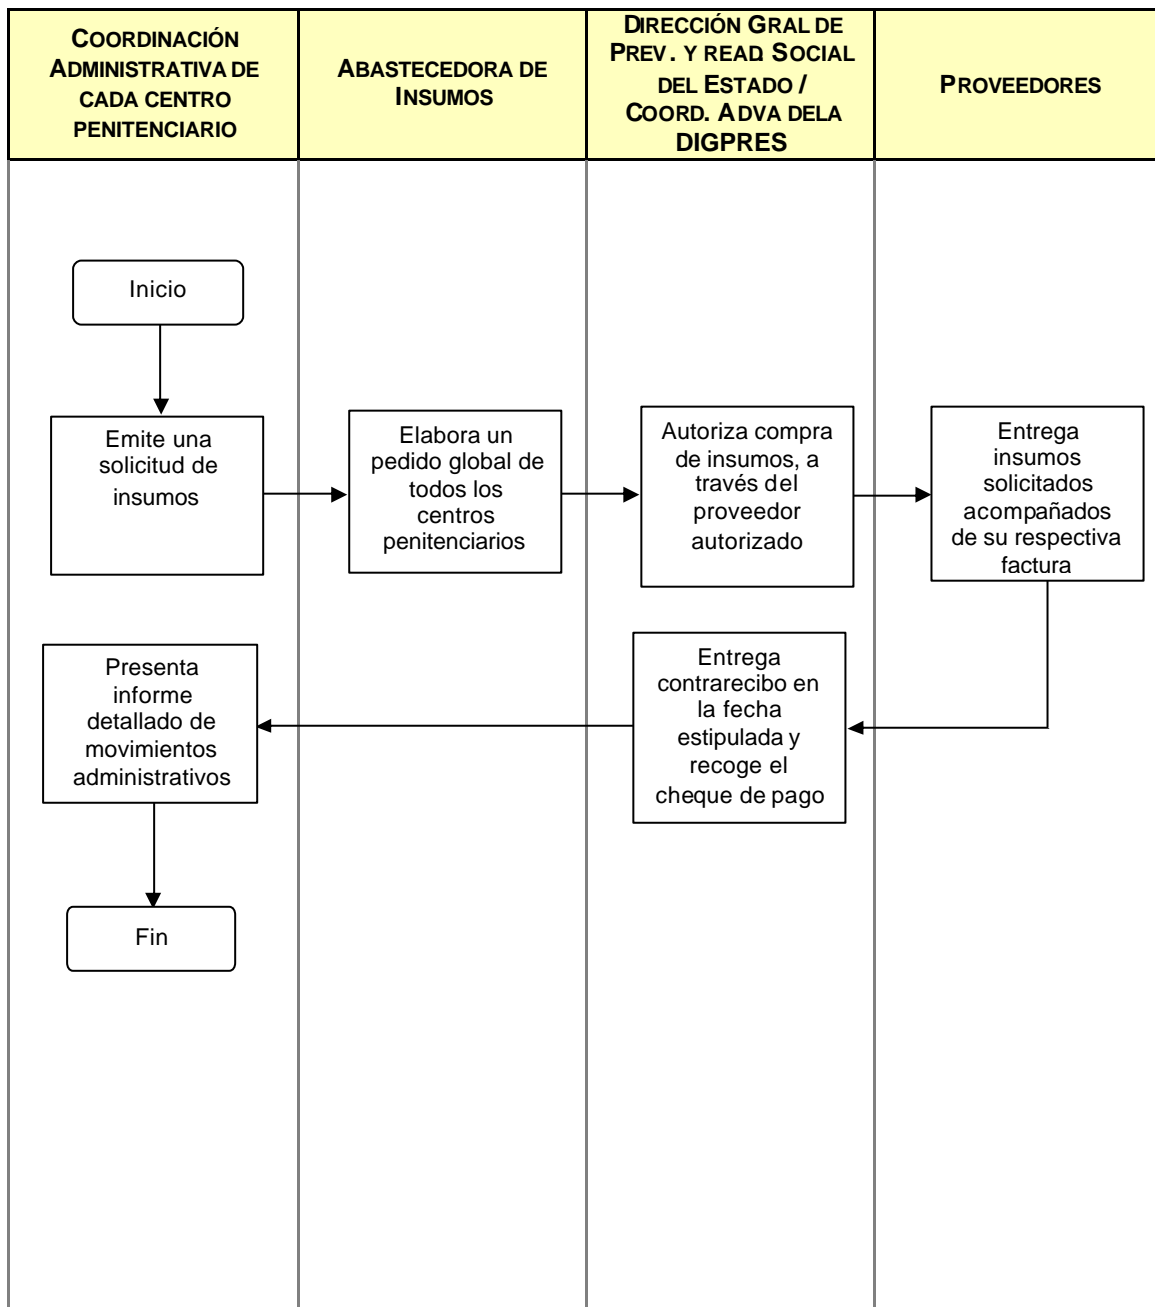 COORDINACIÓN
ADMINISTRATIVA DE
CADA CENTRO
PENITENCIARIO
ABASTECEDORA DE
INSUMOS
DIRECCIÓN GRAL DE
PREV. Y READ. SOCIAL
DEL ESTADO /
COORD. ADVA DELA
DIGPRES
PROVEEDORES
Inicio
Emite una
solicitud de
insumos
Elabora un
pedido global de
todos los
centros
penitenciarios
Autoriza compra
de insumos, a
través del
proveedor
autorizado
Entrega
insumos
solicitados
acompañados
de su respectiva
factura
Presenta
informe
detallado de
movimientos
administrativos
Entrega
contrarecibo en
la fecha
estipulada y
recoge el
cheque de pago
Fin